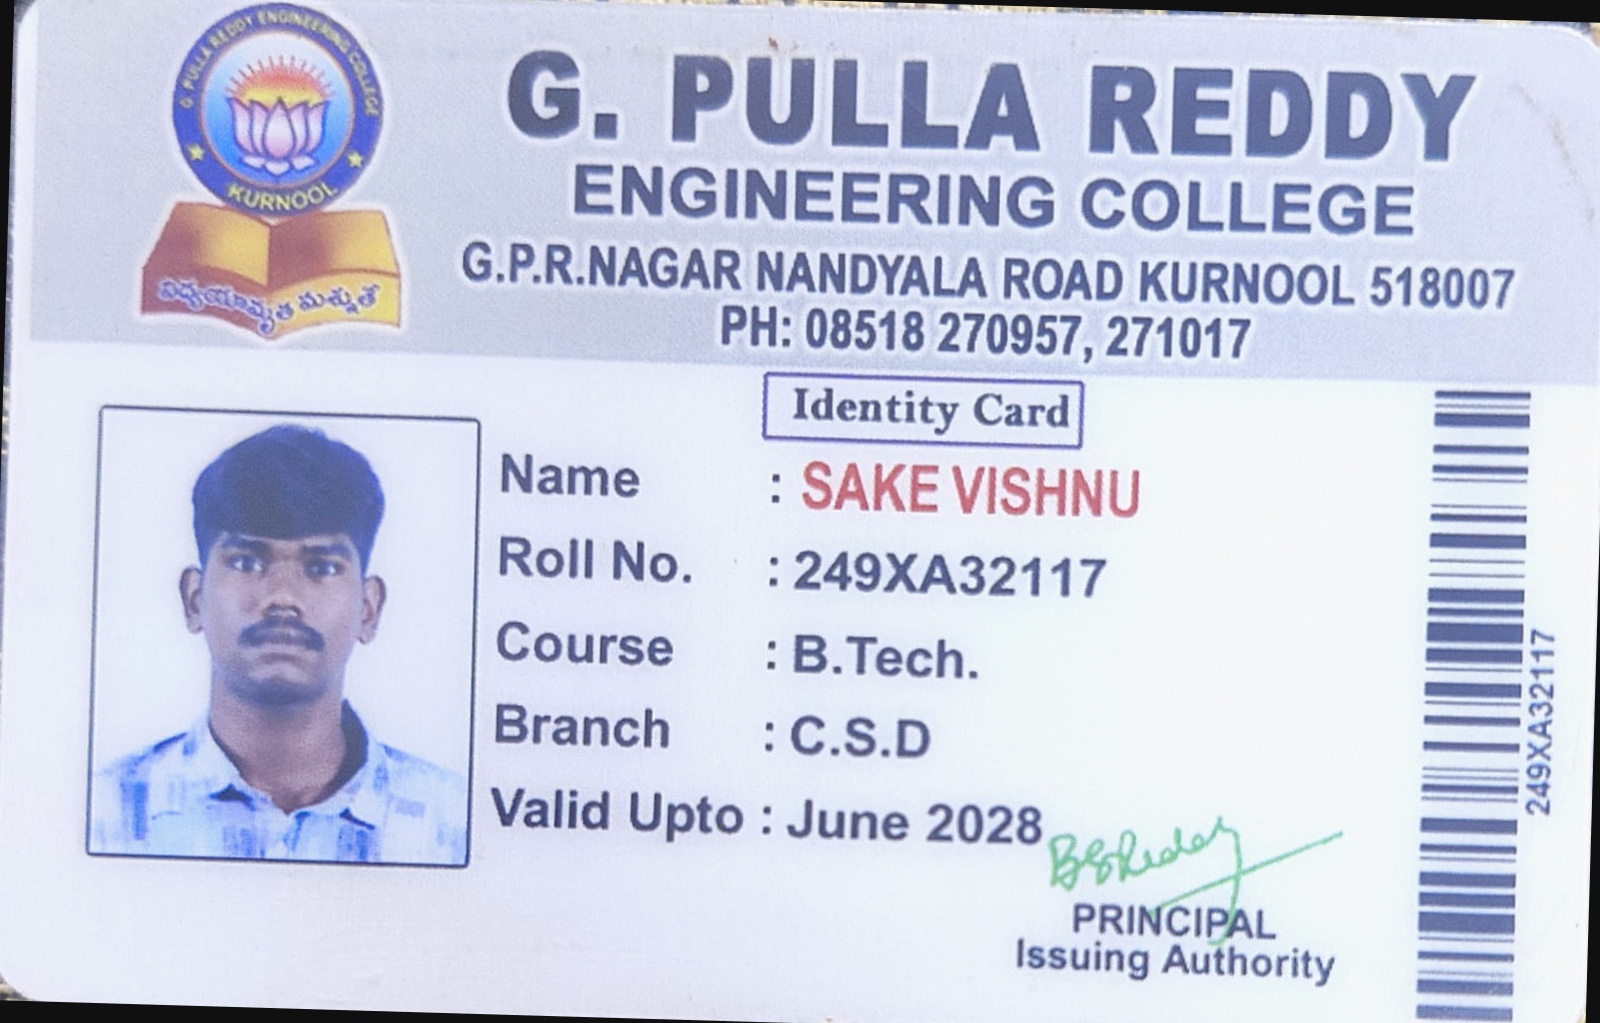 G PULLA REDDY ENGINEERING COLLEGE
KURNOOL
విద్యయామృత మశ్నుతే
G. PULLA REDDY
ENGINEERING COLLEGE
G.P.R.NAGAR NANDYALA ROAD KURNOOL 518007
PH: 08518 270957, 271017
Identity Card
Name : SAKE VISHNU
Roll No. : 249XA32117
Course : B.Tech.
Branch : C.S.D
Valid Upto : June 2028
BSReddy
PRINCIPAL
Issuing Authority
249XA32117